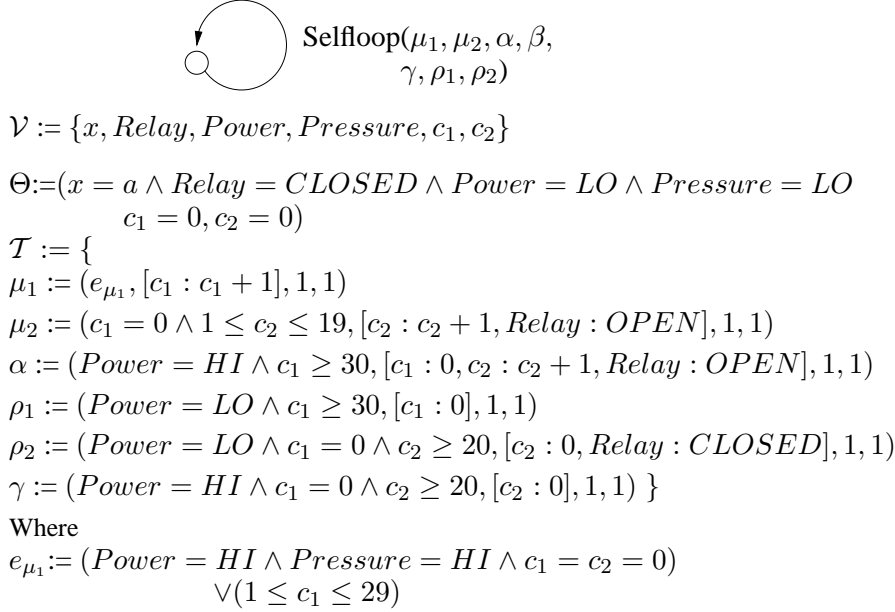 Selfloop(μ₁, μ₂, α, β,
γ, ρ₁, ρ₂)
𝒱 := {x, Relay, Power, Pressure, c₁, c₂}
Θ:=(x = a ∧ Relay = CLOSED ∧ Power = LO ∧ Pressure = LO
c₁ = 0, c₂ = 0)
𝒯 := {
μ₁ := (e_{μ₁}, [c₁ : c₁ + 1], 1, 1)
μ₂ := (c₁ = 0 ∧ 1 ≤ c₂ ≤ 19, [c₂ : c₂ + 1, Relay : OPEN], 1, 1)
α := (Power = HI ∧ c₁ ≥ 30, [c₁ : 0, c₂ : c₂ + 1, Relay : OPEN], 1, 1)
ρ₁ := (Power = LO ∧ c₁ ≥ 30, [c₁ : 0], 1, 1)
ρ₂ := (Power = LO ∧ c₁ = 0 ∧ c₂ ≥ 20, [c₂ : 0, Relay : CLOSED], 1, 1)
γ := (Power = HI ∧ c₁ = 0 ∧ c₂ ≥ 20, [c₂ : 0], 1, 1) }
Where
e_{μ₁} := (Power = HI ∧ Pressure = HI ∧ c₁ = c₂ = 0)
∨(1 ≤ c₁ ≤ 29)